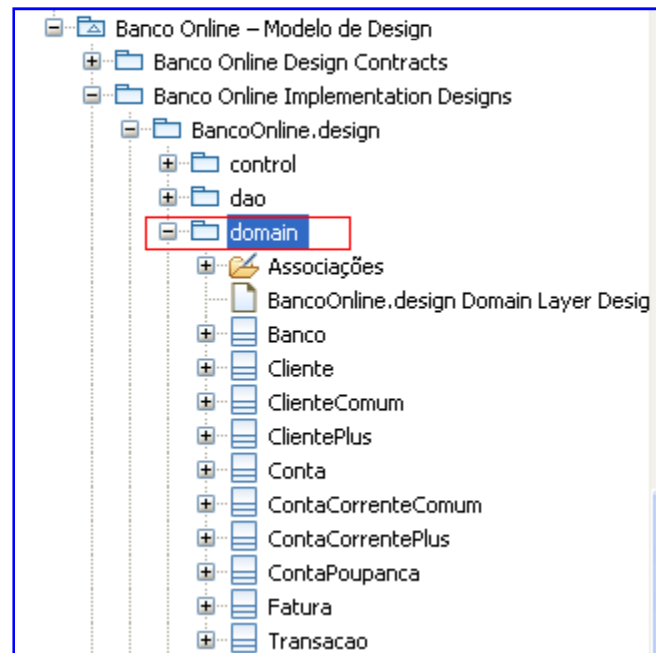 Banco Online – Modelo de Design
Banco Online Design Contracts
Banco Online Implementation Designs
BancoOnline.design
control
dao
domain
Associações
BancoOnline.design Domain Layer Desig
Banco
Cliente
ClienteComum
ClientePlus
Conta
ContaCorrenteComum
ContaCorrentePlus
ContaPoupanca
Fatura
Transacao